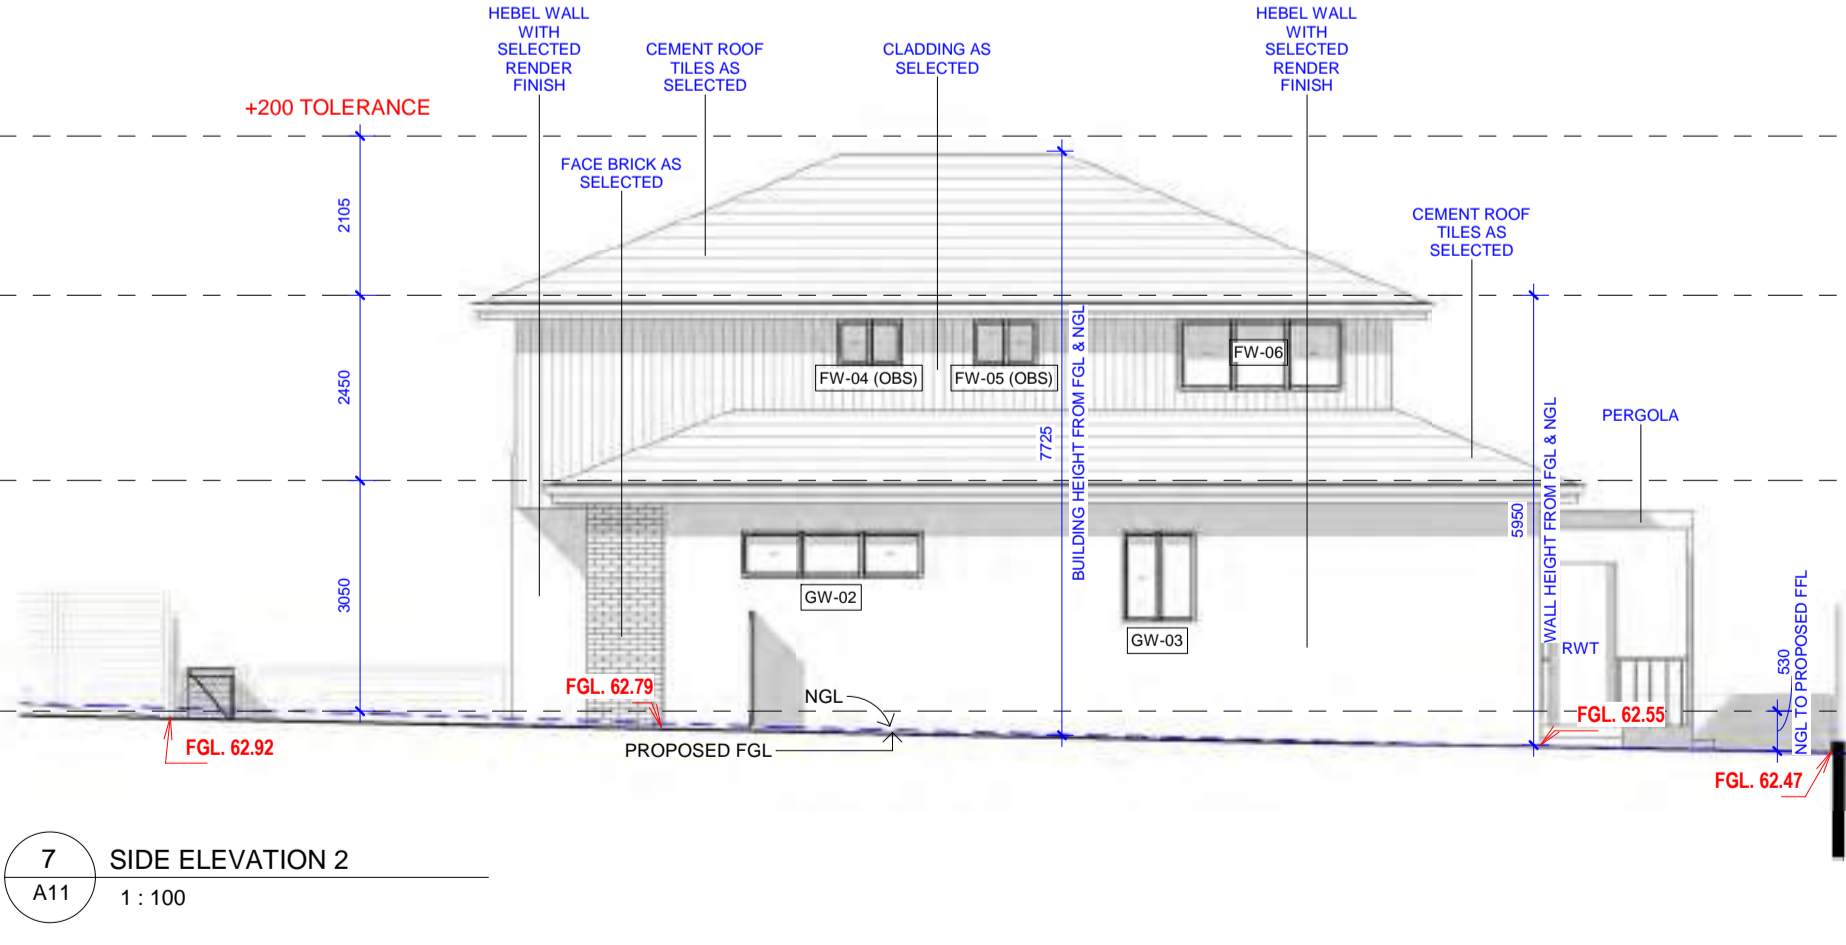 HEBEL WALL
WITH
SELECTED
RENDER
FINISH
CEMENT ROOF
TILES AS
SELECTED
CLADDING AS
SELECTED
HEBEL WALL
WITH
SELECTED
RENDER
FINISH
+200 TOLERANCE
FACE BRICK AS
SELECTED
2105
CEMENT ROOF
TILES AS
SELECTED
FW-06
FW-04 (OBS)
FW-05 (OBS)
2450
7725
BUILDING HEIGHT FROM FGL & NGL
PERGOLA
5950
WALL HEIGHT FROM FGL & NGL
3050
GW-02
GW-03
RWT
530
NGL TO PROPOSED FFL
FGL. 62.79
NGL
FGL. 62.55
FGL. 62.92
PROPOSED FGL
FGL. 62.47
7
SIDE ELEVATION 2
A11
1 : 100